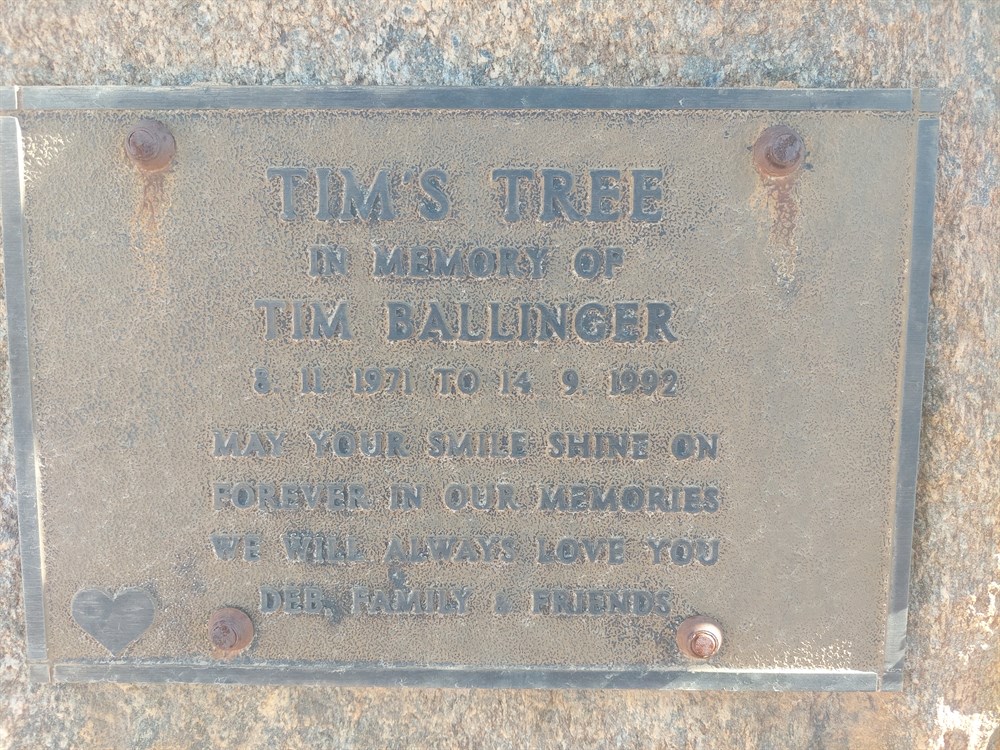 TIM'S TREE
IN MEMORY OF
TIM BALLINGER
8 11 1971 TO 14 9 1992
MAY YOUR SMILE SHINE ON
FOREVER IN OUR MEMORIES
WE WILL ALWAYS LOVE YOU
DEB, FAMILY & FRIENDS